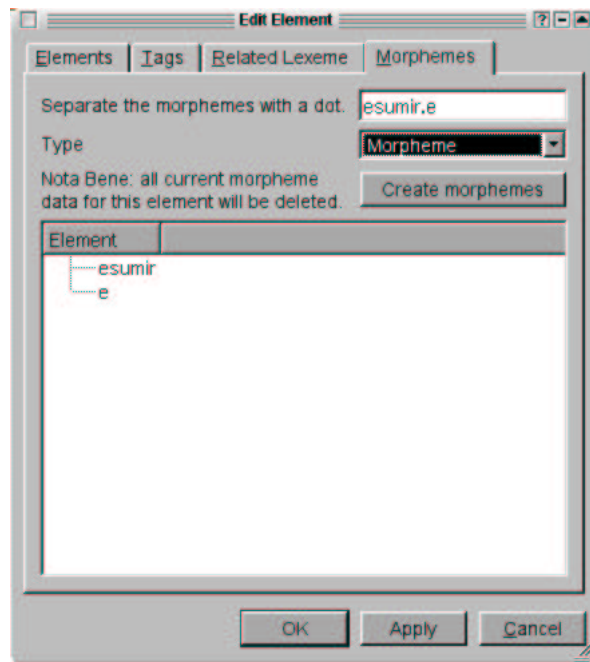 Edit Element
?
Elements Tags Related Lexeme Morphemes
Separate the morphemes with a dot. esumir.e
Type Morpheme
Nota Bene: all current morpheme
data for this element will be deleted. Create morphemes
Element
esumir
e
OK Apply Cancel